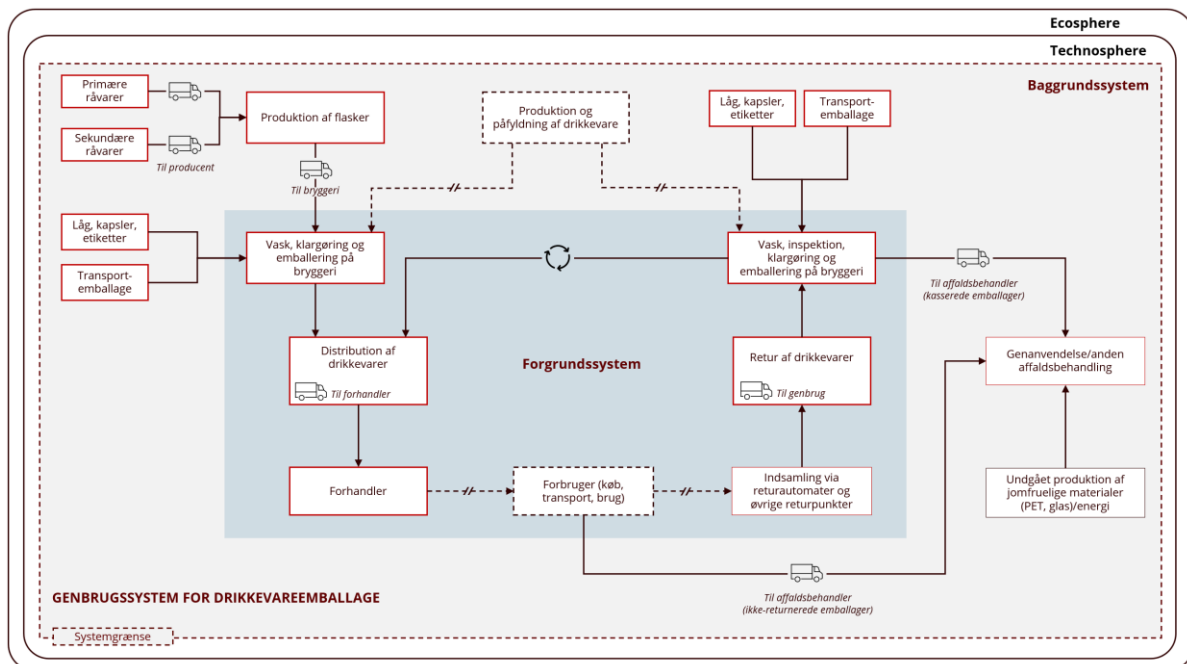 Ecosphere
Technosphere
Baggrundssystem
Primære
råvarer
Sekundære
råvarer
Til producent
Produktion af flasker
Til bryggeri
Produktion og
påfyldning af drikkevare
Låg, kapsler,
etiketter
Transport-
emballage
Låg, kapsler,
etiketter
Transport-
emballage
Vask, klargøring og
emballering på
bryggeri
Vask, inspektion,
klargøring og
emballering på bryggeri
Til affaldsbehandler
(kasserede emballager)
Distribution af
drikkevarer
Til forhandler
Forgrundssystem
Retur af drikkevarer
Til genbrug
Genanvendelse/anden
affaldsbehandling
Forhandler
Forbruger (køb,
transport, brug)
Indsamling via
returautomater og
øvrige returpunkter
Undgået produktion af
jomfruelige materialer
(PET, glas)/energi
Til affaldsbehandler
(ikke-returnerede emballager)
GENBRUGSSYSTEM FOR DRIKKEVAREEMBALLAGE
Systemgrænse